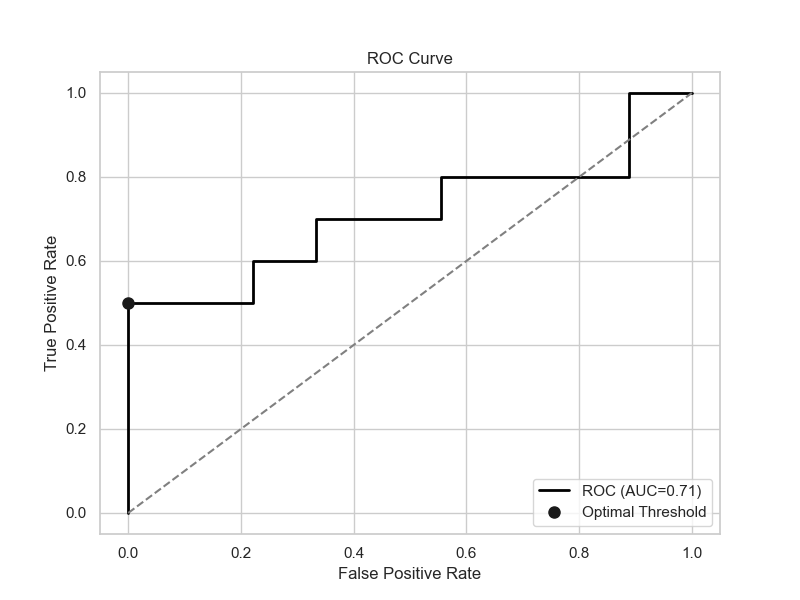 ROC Curve
True Positive Rate
1.0
0.8
0.6
0.4
0.2
0.0
0.0 0.2 0.4 0.6 0.8 1.0
False Positive Rate
ROC (AUC=0.71)
Optimal Threshold